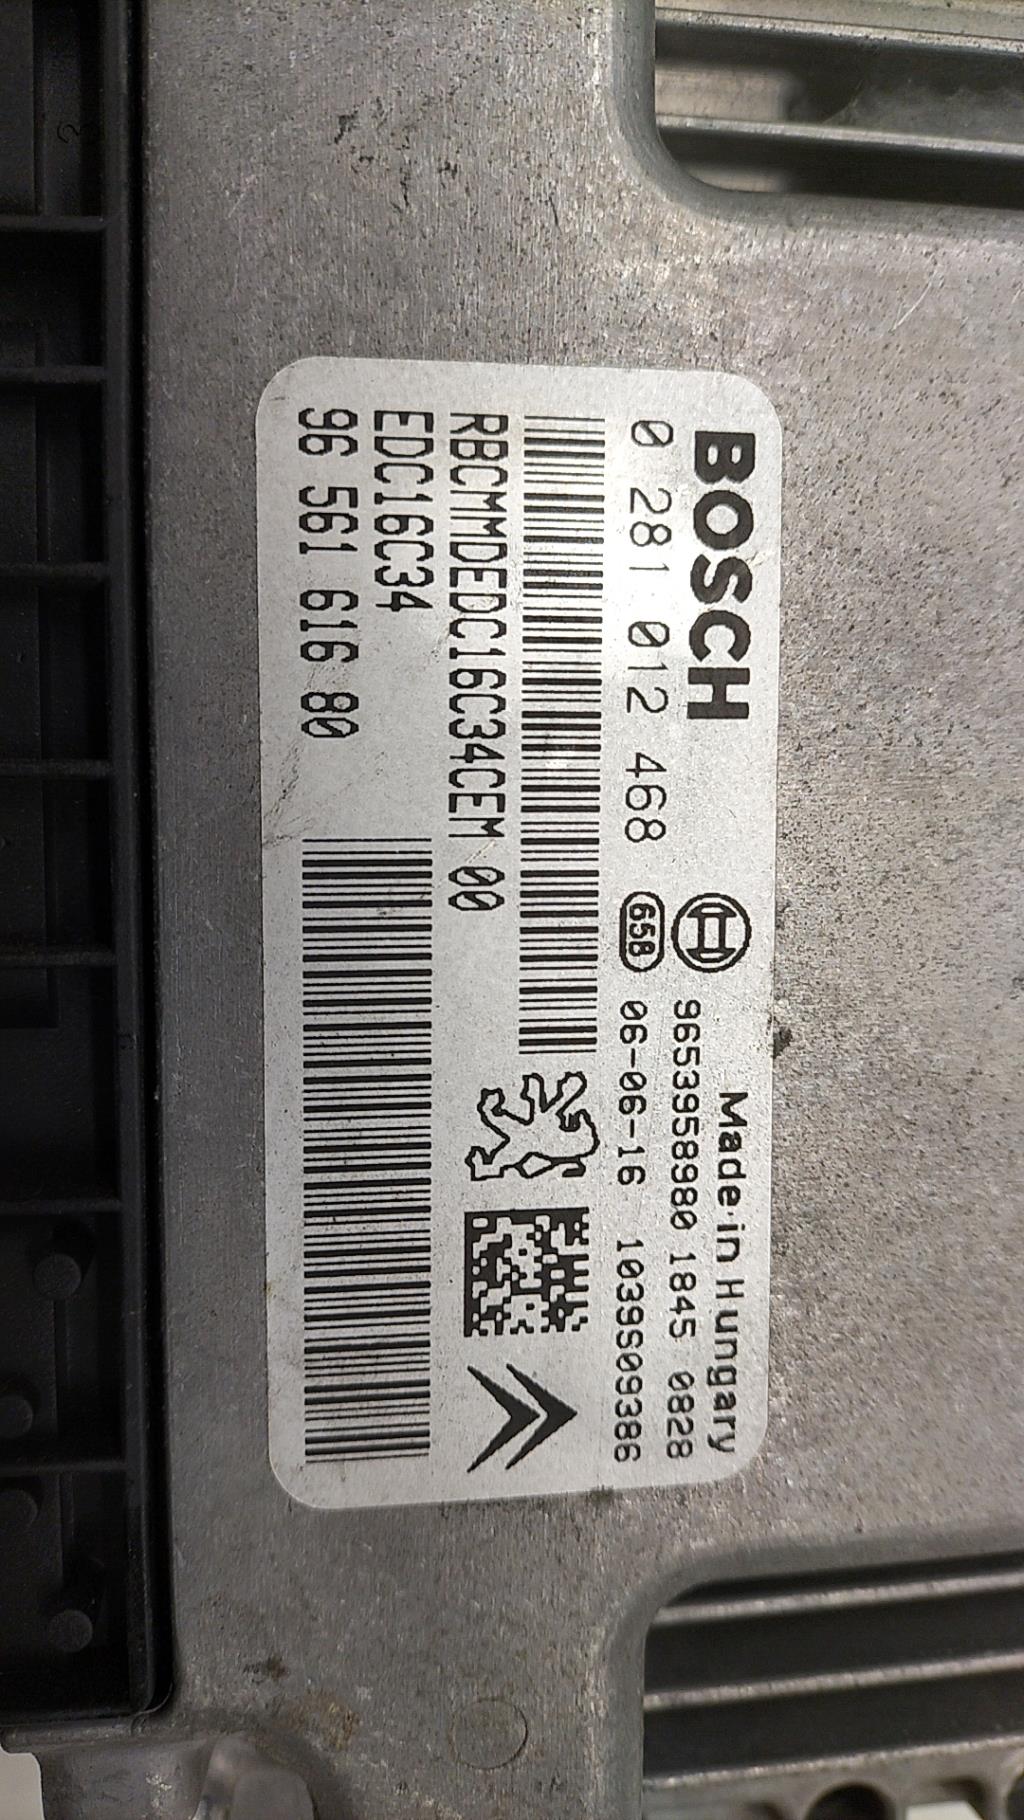 BOSCH
Made in Hungary
9653958980 1845 0828
0 281 012 468
658
06-06-16 1039S09386
RBCMMDEDC16C34CEM 00
EDC16C34
96 561 616 80